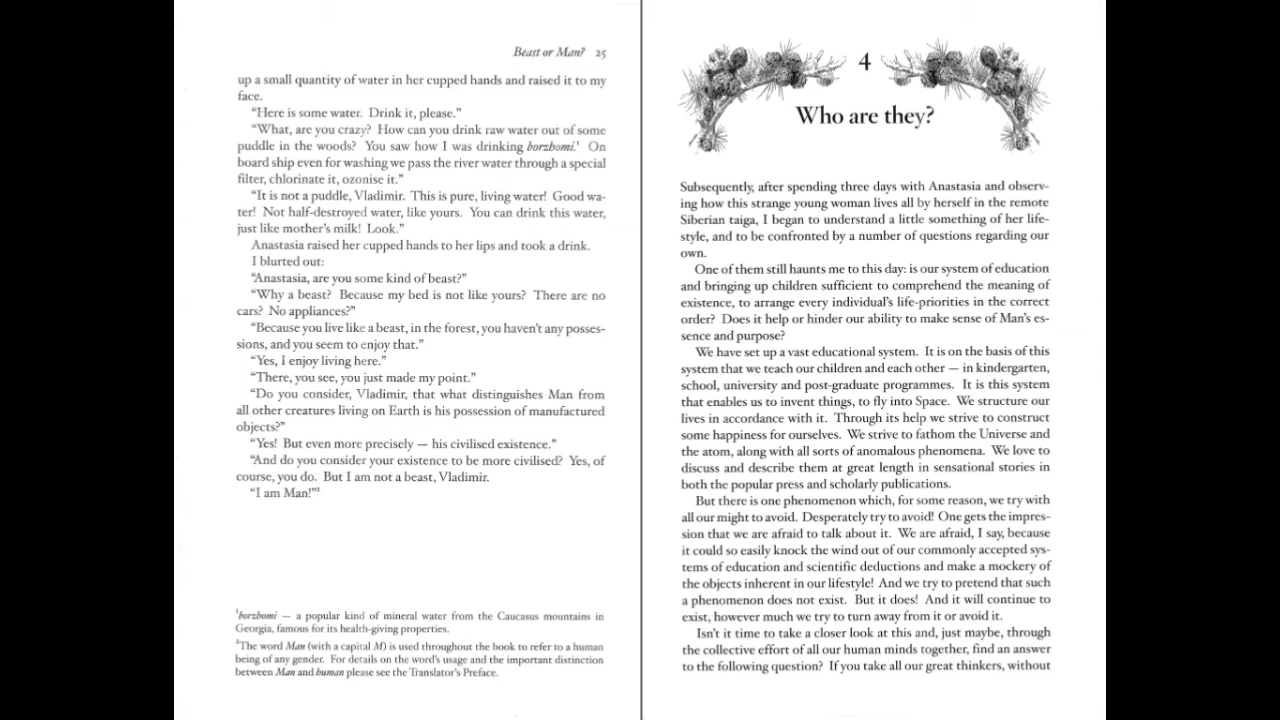 Beast or Man? 25
up a small quantity of water in her cupped hands and raised it to my
face.
“Here is some water. Drink it, please.”
“What, are you crazy? How can you drink raw water out of some
puddle in the woods? You saw how I was drinking borzhomi.¹ On
board ship even for washing we pass the river water through a special
filter, chlorinate it, ozonise it.”
“It is not a puddle, Vladimir. This is pure, living water! Good wa-
ter! Not half-destroyed water, like yours. You can drink this water,
just like mother’s milk! Look.”
Anastasia raised her cupped hands to her lips and took a drink.
I blurted out:
“Anastasia, are you some kind of beast?”
“Why a beast? Because my bed is not like yours? There are no
cars? No appliances?”
“Because you live like a beast, in the forest, you haven’t any posses-
sions, and you seem to enjoy that.”
“Yes, I enjoy living here.”
“There, you see, you just made my point.”
“Do you consider, Vladimir, that what distinguishes Man from
all other creatures living on Earth is his possession of manufactured
objects?”
“Yes! But even more precisely — his civilised existence.”
“And do you consider your existence to be more civilised? Yes, of
course, you do. But I am not a beast, Vladimir.
“I am Man!”²
¹borzhomi — a popular kind of mineral water from the Caucasus mountains in
Georgia, famous for its health-giving properties.
²The word Man (with a capital M) is used throughout the book to refer to a human
being of any gender. For details on the word’s usage and the important distinction
between Man and human please see the Translator’s Preface.
4
Who are they?
Subsequently, after spending three days with Anastasia and observ-
ing how this strange young woman lives all by herself in the remote
Siberian taiga, I began to understand a little something of her life-
style, and to be confronted by a number of questions regarding our
own.
One of them still haunts me to this day: is our system of education
and bringing up children sufficient to comprehend the meaning of
existence, to arrange every individual’s life-priorities in the correct
order? Does it help or hinder our ability to make sense of Man’s es-
sence and purpose?
We have set up a vast educational system. It is on the basis of this
system that we teach our children and each other — in kindergarten,
school, university and post-graduate programmes. It is this system
that enables us to invent things, to fly into Space. We structure our
lives in accordance with it. Through its help we strive to construct
some happiness for ourselves. We strive to fathom the Universe and
the atom, along with all sorts of anomalous phenomena. We love to
discuss and describe them at great length in sensational stories in
both the popular press and scholarly publications.
But there is one phenomenon which, for some reason, we try with
all our might to avoid. Desperately try to avoid! One gets the impres-
sion that we are afraid to talk about it. We are afraid, I say, because
it could so easily knock the wind out of our commonly accepted sys-
tems of education and scientific deductions and make a mockery of
the objects inherent in our lifestyle! And we try to pretend that such
a phenomenon does not exist. But it does! And it will continue to
exist, however much we try to turn away from it or avoid it.
Isn’t it time to take a closer look at this and, just maybe, through
the collective effort of all our human minds together, find an answer
to the following question? If you take all our great thinkers, without